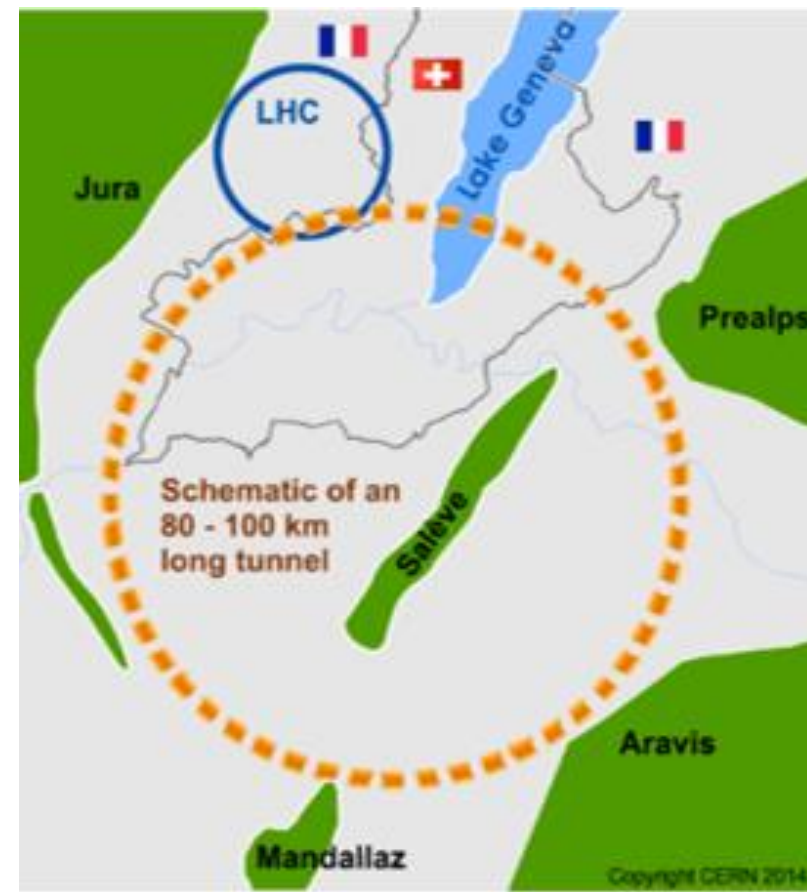 LHC
Lake Geneva
Jura
Prealps
Schematic of an
80 - 100 km
long tunnel
Salève
Aravis
Mandallaz
Copyright CERN 2014